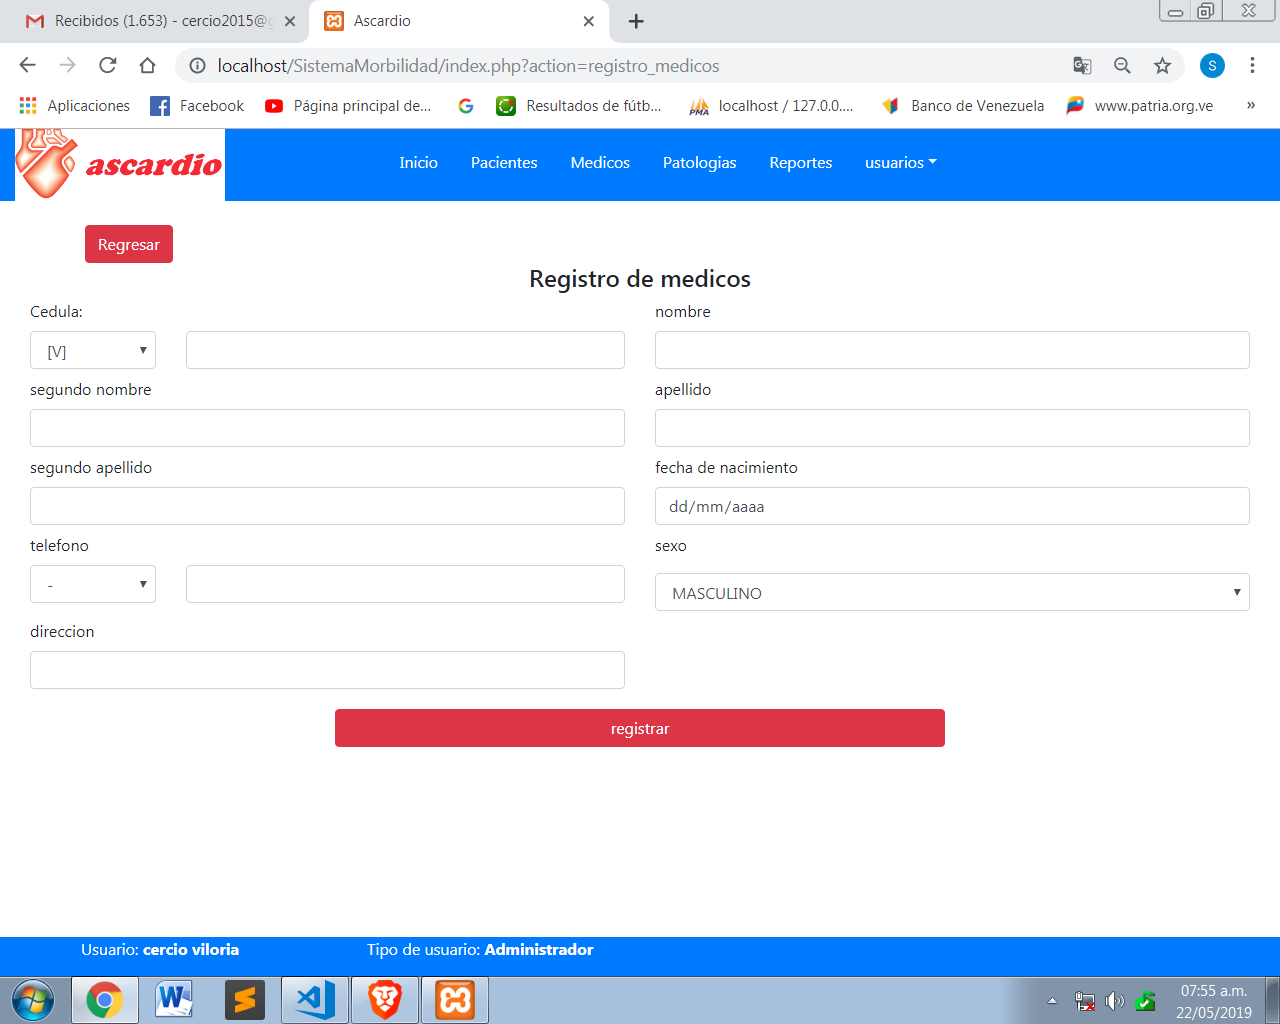 Recibidos (1.653) - cercio2015@g
Ascardio
localhost/SistemaMorbilidad/index.php?action=registro_medicos
S
Aplicaciones
Facebook
Página principal de...
Resultados de fútb...
localhost / 127.0.0....
Banco de Venezuela
www.patria.org.ve
»
ascardio
Inicio
Pacientes
Medicos
Patologias
Reportes
usuarios
Regresar
Registro de medicos
Cedula:
nombre
[V]
segundo nombre
apellido
segundo apellido
fecha de nacimiento
dd/mm/aaaa
telefono
sexo
-
MASCULINO
direccion
registrar
Usuario: cercio viloria
Tipo de usuario: Administrador
07:55 a.m.
22/05/2019